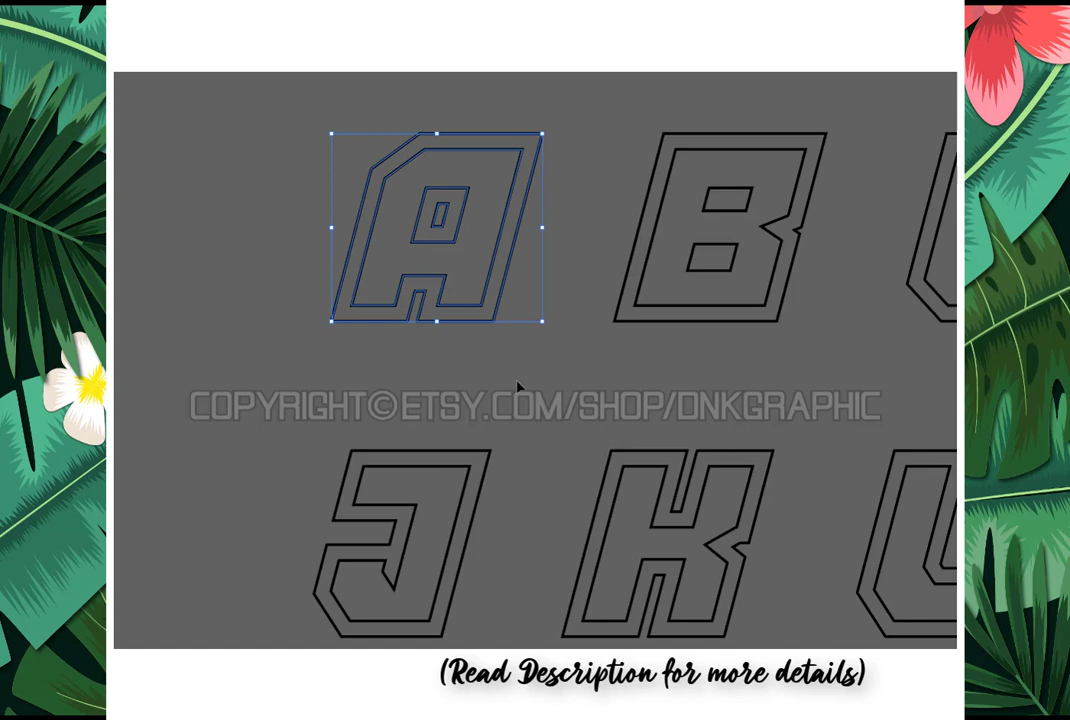 A B
COPYRIGHT©ETSY.COM/SHOP/DNKGRAPHIC
J K
(Read Description for more details)